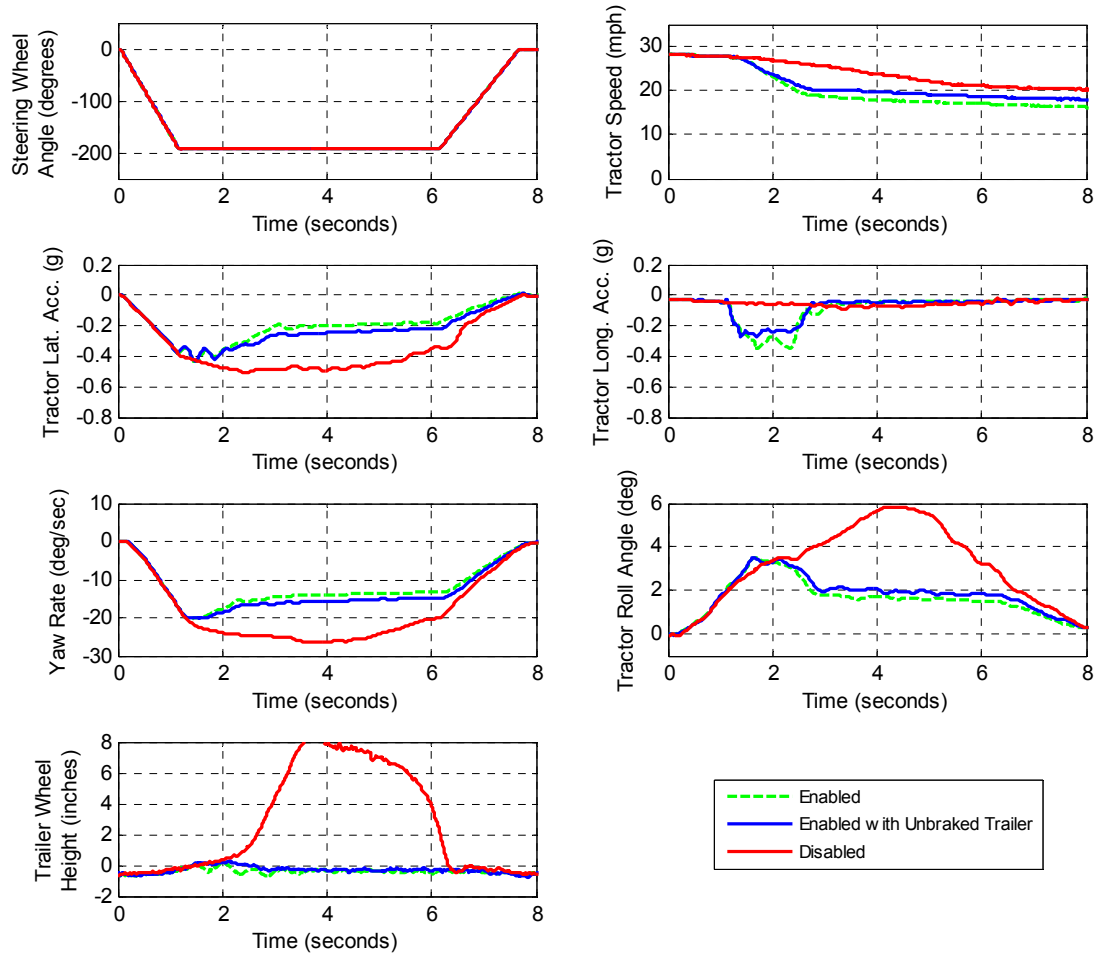 Steering Wheel
Angle (degrees)
0
-100
-200
0 2 4 6 8
Time (seconds)
Tractor Speed (mph)
30
20
10
0
0 2 4 6 8
Time (seconds)
Tractor Lat. Acc. (g)
0.2
0
-0.2
-0.4
-0.6
-0.8
0 2 4 6 8
Time (seconds)
Tractor Long. Acc. (g)
0.2
0
-0.2
-0.4
-0.6
-0.8
0 2 4 6 8
Time (seconds)
Yaw Rate (deg/sec)
10
0
-10
-20
-30
0 2 4 6 8
Time (seconds)
Tractor Roll Angle (deg)
6
4
2
0
0 2 4 6 8
Time (seconds)
Trailer Wheel
Height (inches)
8
6
4
2
0
-2
0 2 4 6 8
Time (seconds)
Enabled
Enabled with Unbraked Trailer
Disabled